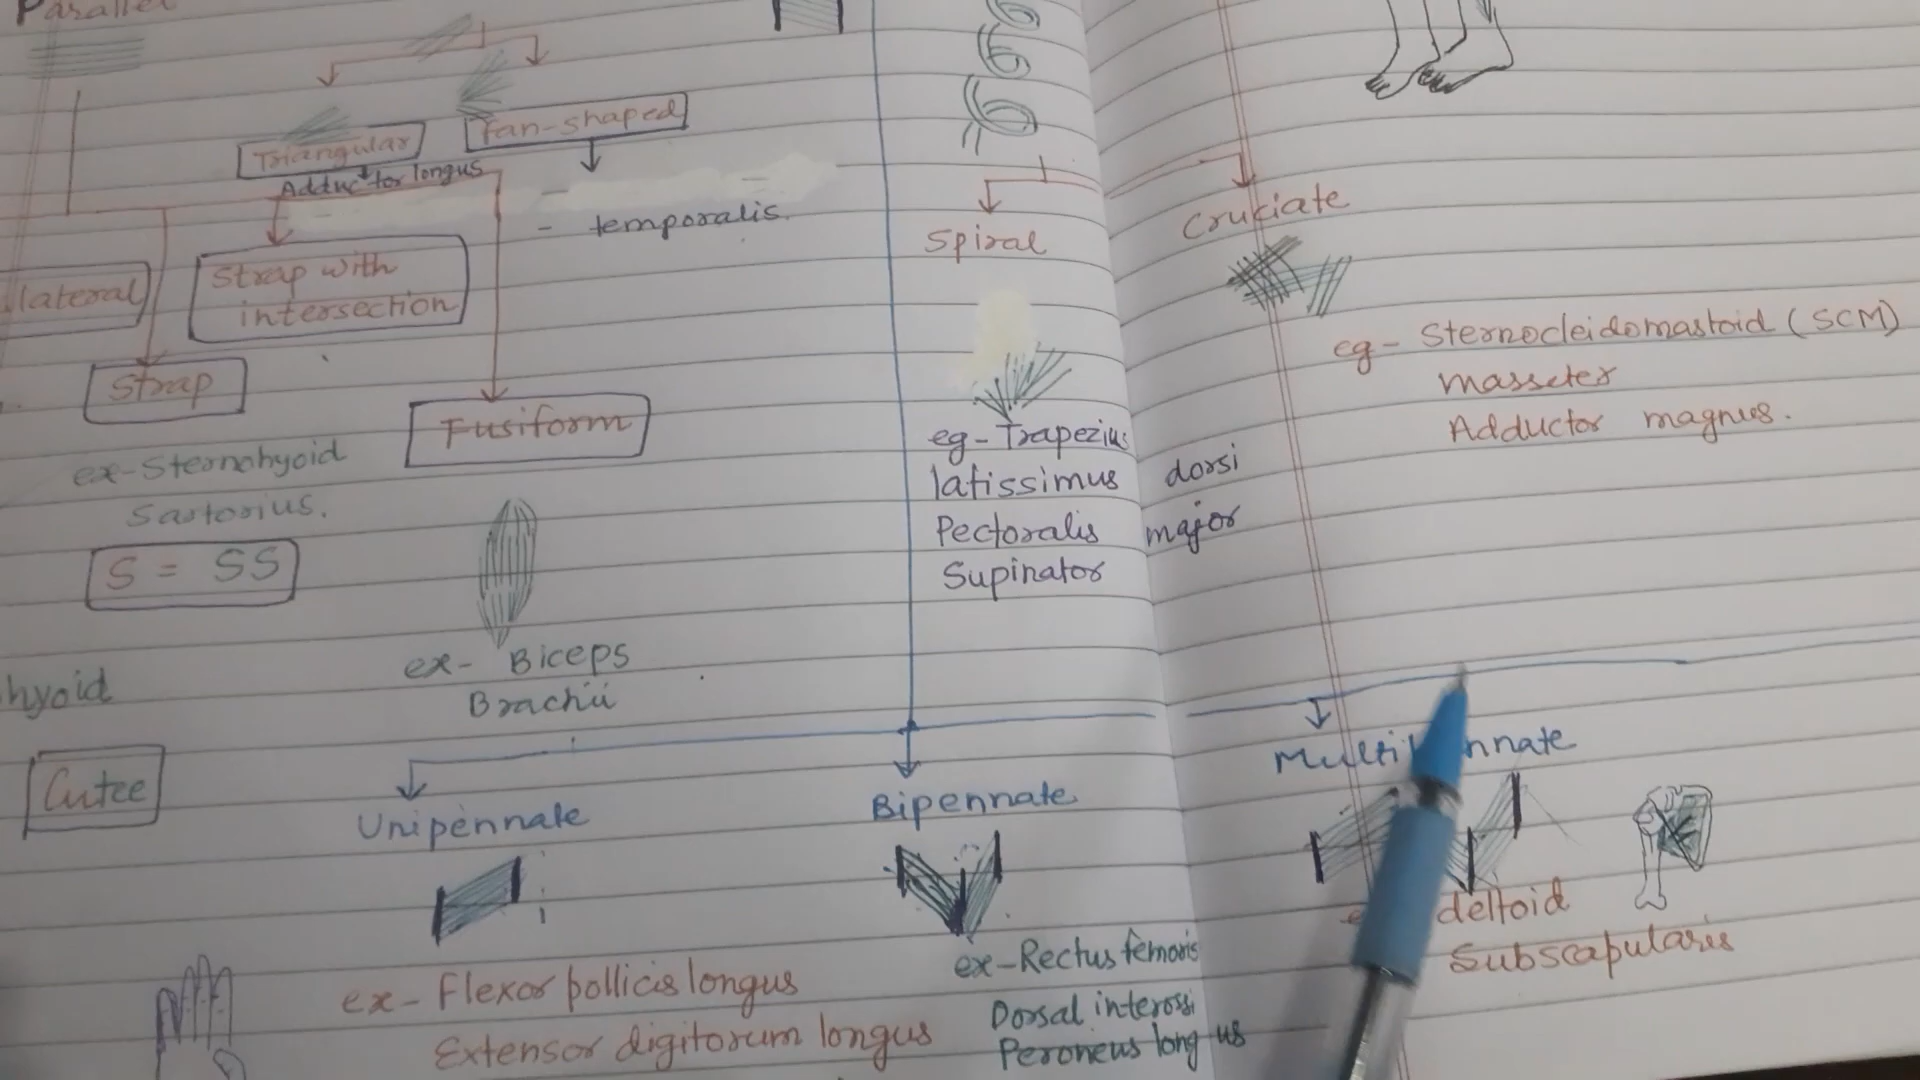 Parallel
Triangular
Fan-shaped
Adductor longus
- temporalis.
Spiral
Cruciate
lateral
Strap with
intersection
eg- Sternocleidomastoid (SCM)
masseter
Adductor magnus.
Strap
Fusiform
ex-Sternohyoid
Sartorius.
S = SS
eg-Trapezius
latissimus dorsi
Pectoralis major
Supinator
ex- Biceps
Brachii
hyoid
Unipennate
Bipennate
ex- Flexor pollicis longus
Extensor digitorum longus
ex-Rectus femoris
Dorsal interossi
Peroneus longus
deltoid
Subscapularis